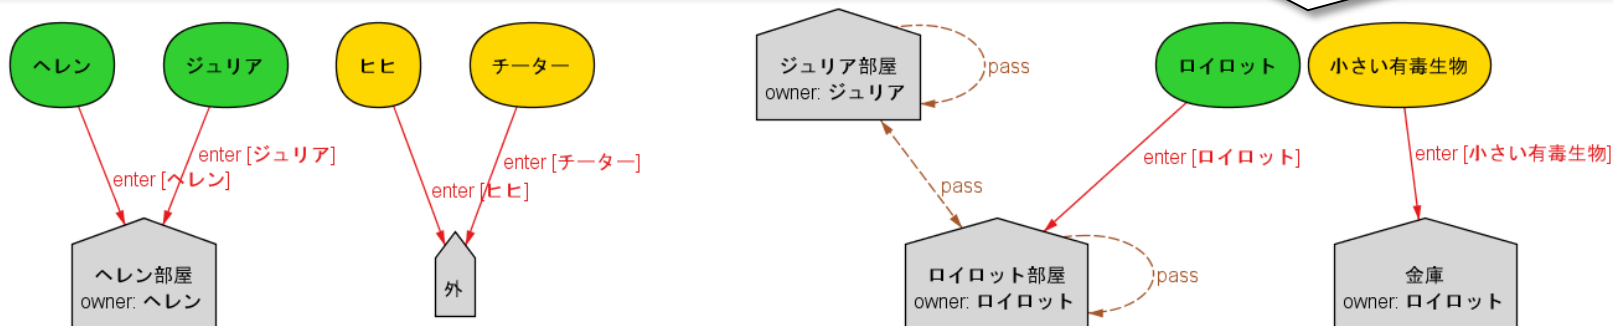 ヘレン
ジュリア
ヒヒ
チーター
ジュリア部屋
owner: ジュリア
pass
ロイロット
小さい有毒生物
enter [ジュリア]
enter [ヘレン]
enter [チーター]
enter [ヒヒ]
pass
enter [ロイロット]
enter [小さい有毒生物]
ヘレン部屋
owner: ヘレン
外
ロイロット部屋
owner: ロイロット
pass
金庫
owner: ロイロット